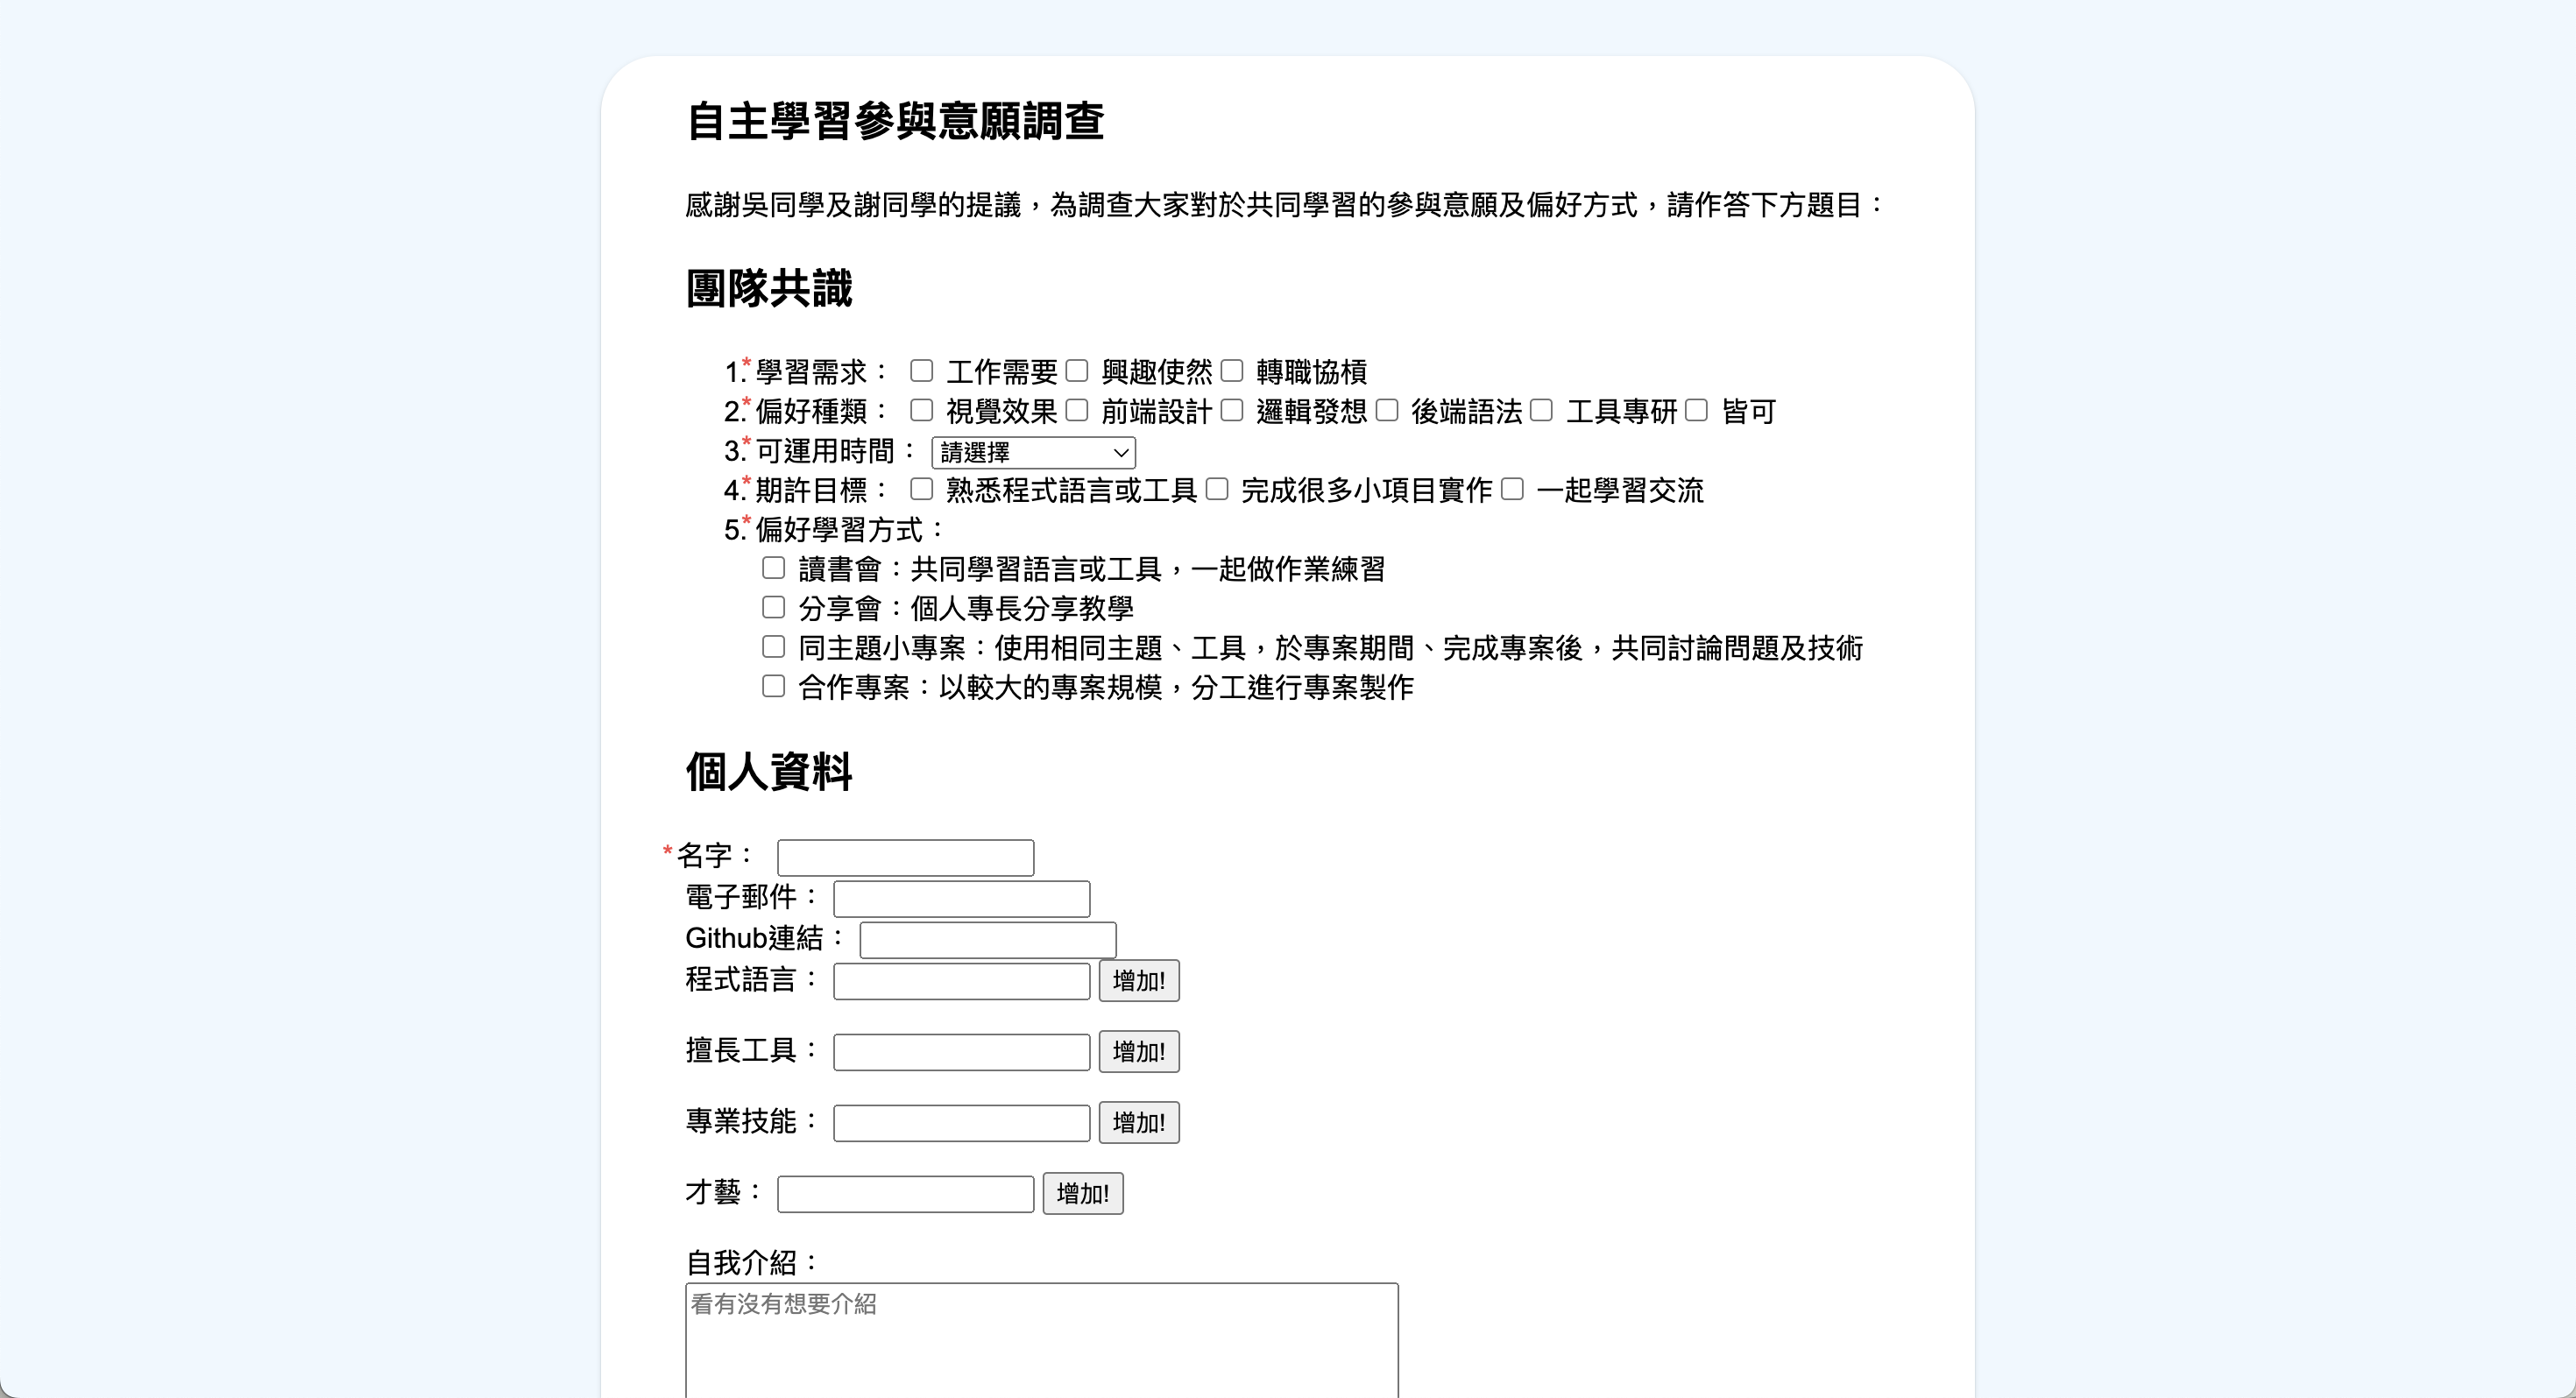 自主學習參與意願調查
感謝吳同學及謝同學的提議，為調查大家對於共同學習的參與意願及偏好方式，請作答下方題目：
團隊共識
1.*學習需求： 工作需要 興趣使然 轉職協槓
2.*偏好種類： 視覺效果 前端設計 邏輯發想 後端語法 工具專研 皆可
3.*可運用時間： 請選擇
4.*期許目標： 熟悉程式語言或工具 完成很多小項目實作 一起學習交流
5.*偏好學習方式：
讀書會：共同學習語言或工具，一起做作業練習
分享會：個人專長分享教學
同主題小專案：使用相同主題、工具，於專案期間、完成專案後，共同討論問題及技術
合作專案：以較大的專案規模，分工進行專案製作
個人資料
*名字：
電子郵件：
Github連結：
程式語言： 增加!
擅長工具： 增加!
專業技能： 增加!
才藝： 增加!
自我介紹：
看有沒有想要介紹